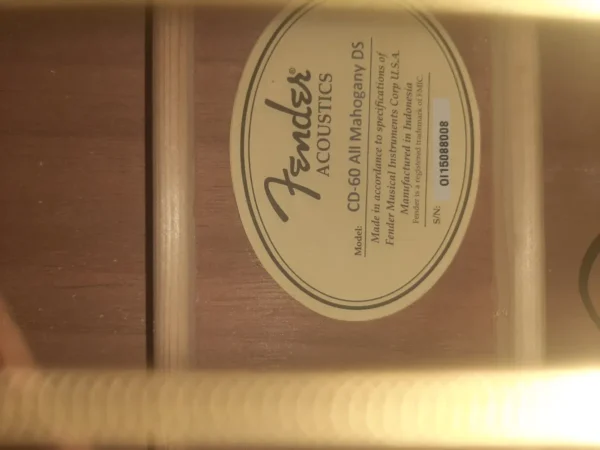 Fender®
ACOUSTICS
Model: CD-60 All Mahogany DS
Made in accordance to specifications of
Fender Musical Instruments Corp U.S.A.
Manufactured in Indonesia
Fender is a registered trademark of FMIC.
S/N: OI15088008